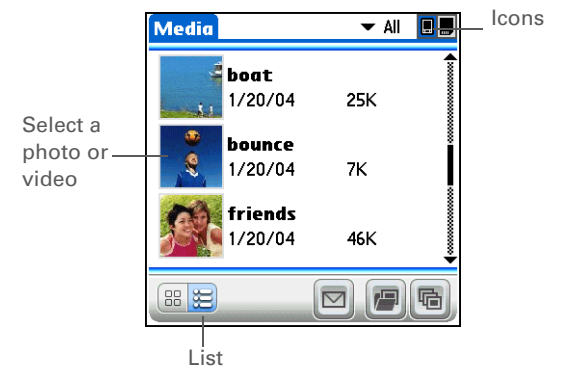 Icons
Media
All
boat
1/20/04 25K
Select a
photo or
video
bounce
1/20/04 7K
friends
1/20/04 46K
List